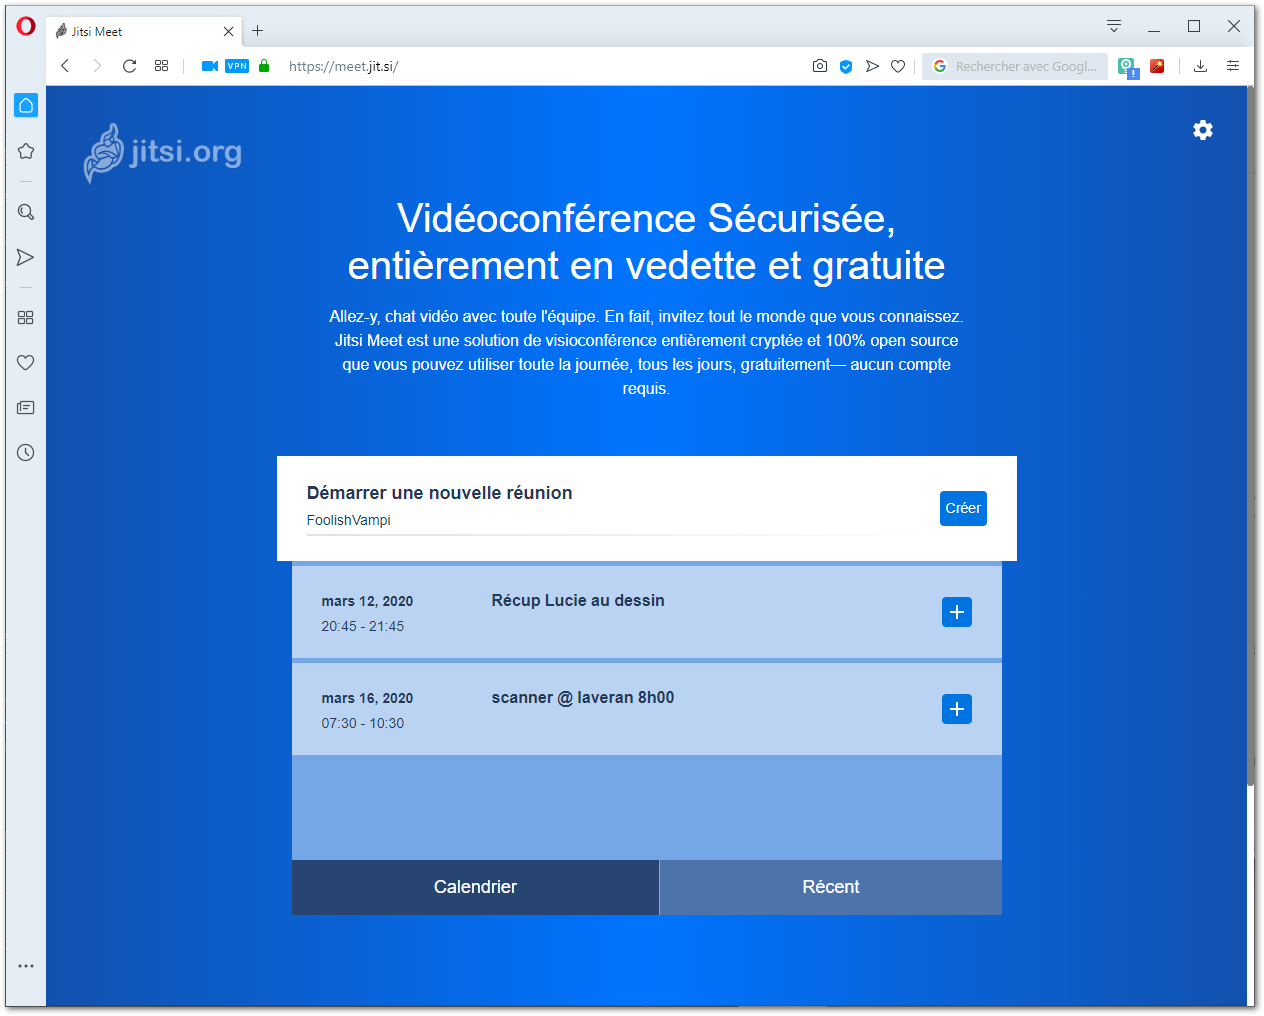 Jitsi Meet
VPN
https://meet.jit.si/
Rechercher avec Googl...
jitsi.org
Vidéoconférence Sécurisée,
entièrement en vedette et gratuite
Allez-y, chat vidéo avec toute l'équipe. En fait, invitez tout le monde que vous connaissez.
Jitsi Meet est une solution de visioconférence entièrement cryptée et 100% open source
que vous pouvez utiliser toute la journée, tous les jours, gratuitement— aucun compte
requis.
Démarrer une nouvelle réunion
FoolishVampi
Créer
mars 12, 2020
Récup Lucie au dessin
20:45 - 21:45
mars 16, 2020
scanner @ laveran 8h00
07:30 - 10:30
Calendrier
Récent